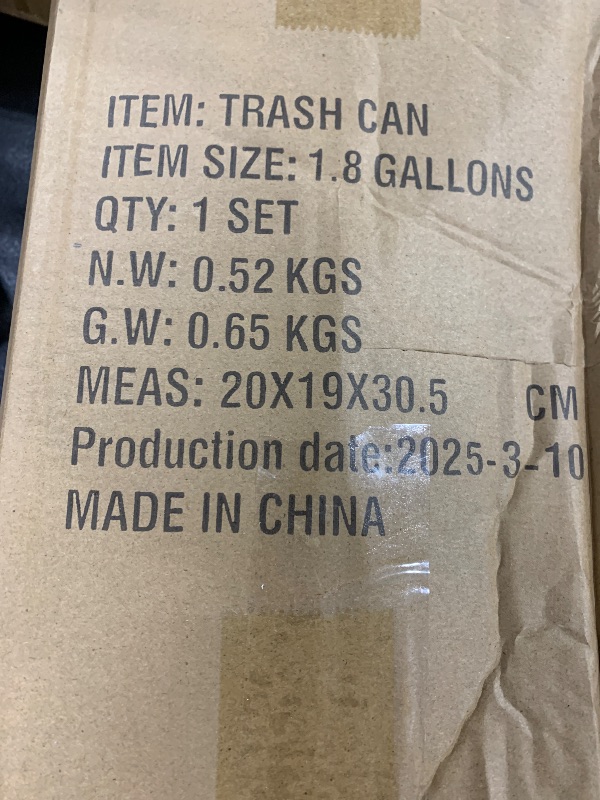 ITEM: TRASH CAN
ITEM SIZE: 1.8 GALLONS
QTY: 1 SET
N.W: 0.52 KGS
G.W: 0.65 KGS
MEAS: 20X19X30.5 CM
Production date:2025-3-10
MADE IN CHINA